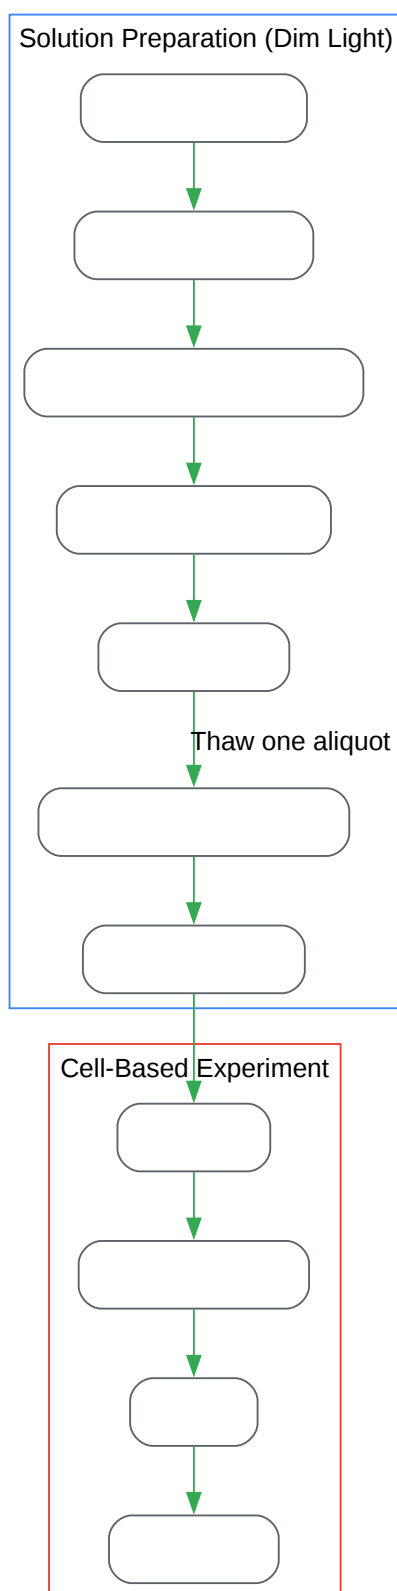 Solution Preparation (Dim Light)
Thaw one aliquot
Cell-Based Experiment